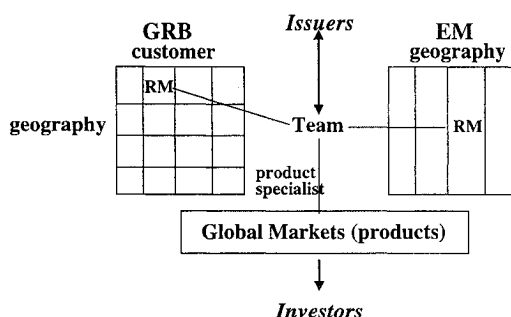 GRB
customer
Issuers
EM
geography
RM
geography
Team
RM
product
specialist
Global Markets (products)
Investors